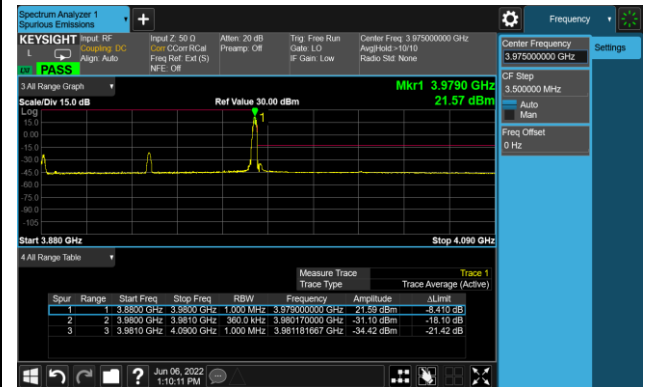 Spectrum Analyzer 1
Spurious Emissions
Frequency
KEYSIGHT
L
PASS
Input: RF
Coupling: DC
Align: Auto
Input Z: 50 Ω
Corr CCorr RCal
Freq Ref: Ext (S)
NFE: Off
Atten: 20 dB
Preamp: Off
Trig: Free Run
Gate: LO
IF Gain: Low
Center Freq: 3.975000000 GHz
Avg|Hold:>10/10
Radio Std: None
Center Frequency
3.975000000 GHz
Settings
CF Step
3.500000 MHz
Auto
Man
Freq Offset
0 Hz
3 All Range Graph
Mkr1 3.9790 GHz
Scale/Div 15.0 dB
Ref Value 30.00 dBm
21.57 dBm
Log
15.0
0.00
-15.0
-30.0
-45.0
-60.0
-75.0
-90.0
-105
1
Start 3.880 GHz
Stop 4.090 GHz
4 All Range Table
Measure Trace Trace 1
Trace Type Trace Average (Active)
Spur Range Start Freq Stop Freq RBW Frequency Amplitude ΔLimit
1 1 3.8800 GHz 3.9800 GHz 1.000 MHz 3.979000000 GHz 21.59 dBm -8.410 dB
2 2 3.9800 GHz 3.9810 GHz 360.0 kHz 3.980170000 GHz -31.10 dBm -18.10 dB
3 3 3.9810 GHz 4.0900 GHz 1.000 MHz 3.981181667 GHz -34.42 dBm -21.42 dB
?
Jun 06, 2022
1:10:11 PM